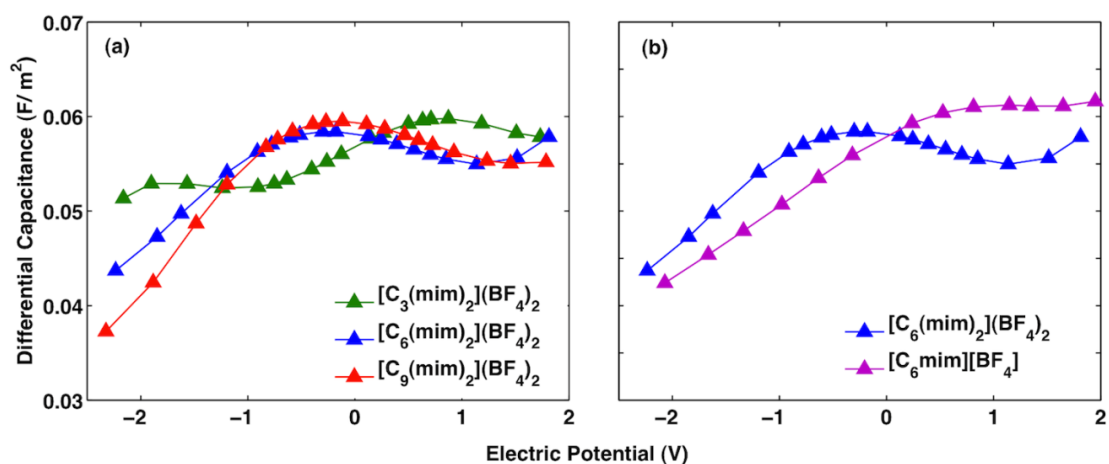 0.07
0.06
0.05
0.04
0.03
Differential Capacitance (F/ m²)
(a)
[C₃(mim)₂](BF₄)₂
[C₆(mim)₂](BF₄)₂
[C₉(mim)₂](BF₄)₂
−2 −1 0 1 2
(b)
[C₆(mim)₂](BF₄)₂
[C₆mim][BF₄]
−2 −1 0 1 2
Electric Potential (V)